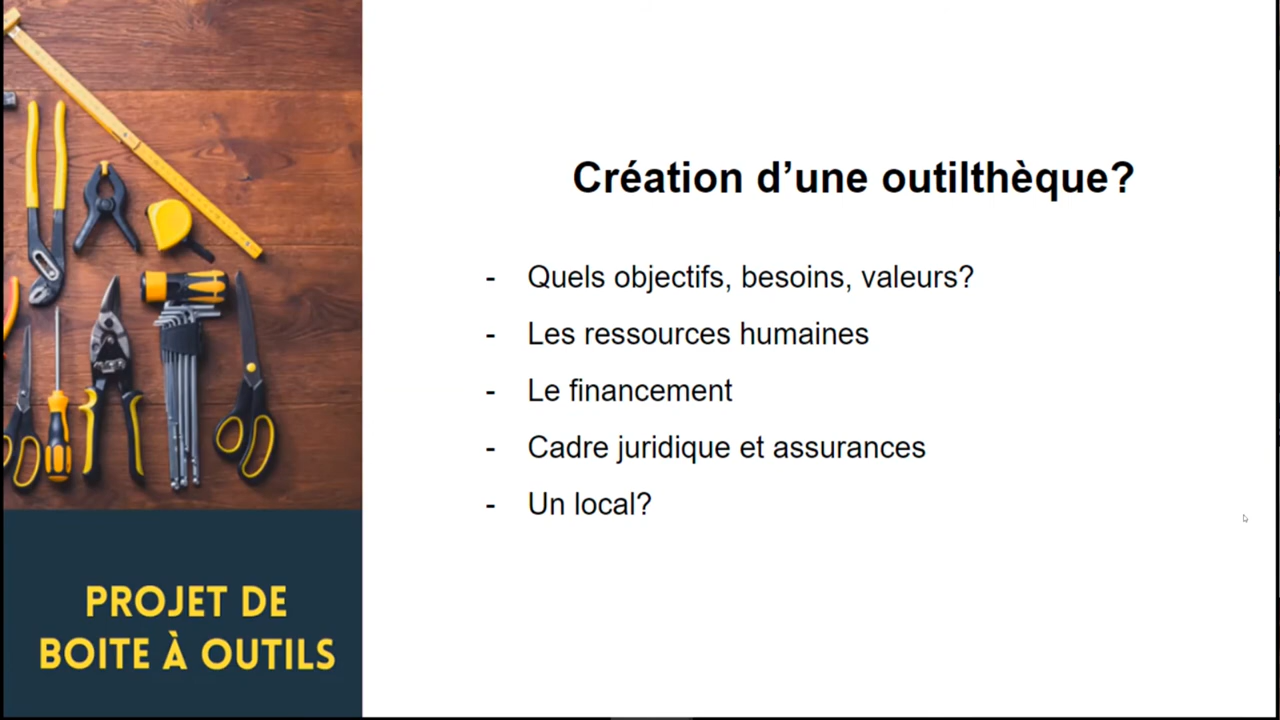 Création d’une outilthèque?
- Quels objectifs, besoins, valeurs?
- Les ressources humaines
- Le financement
- Cadre juridique et assurances
- Un local?
PROJET DE
BOITE À OUTILS